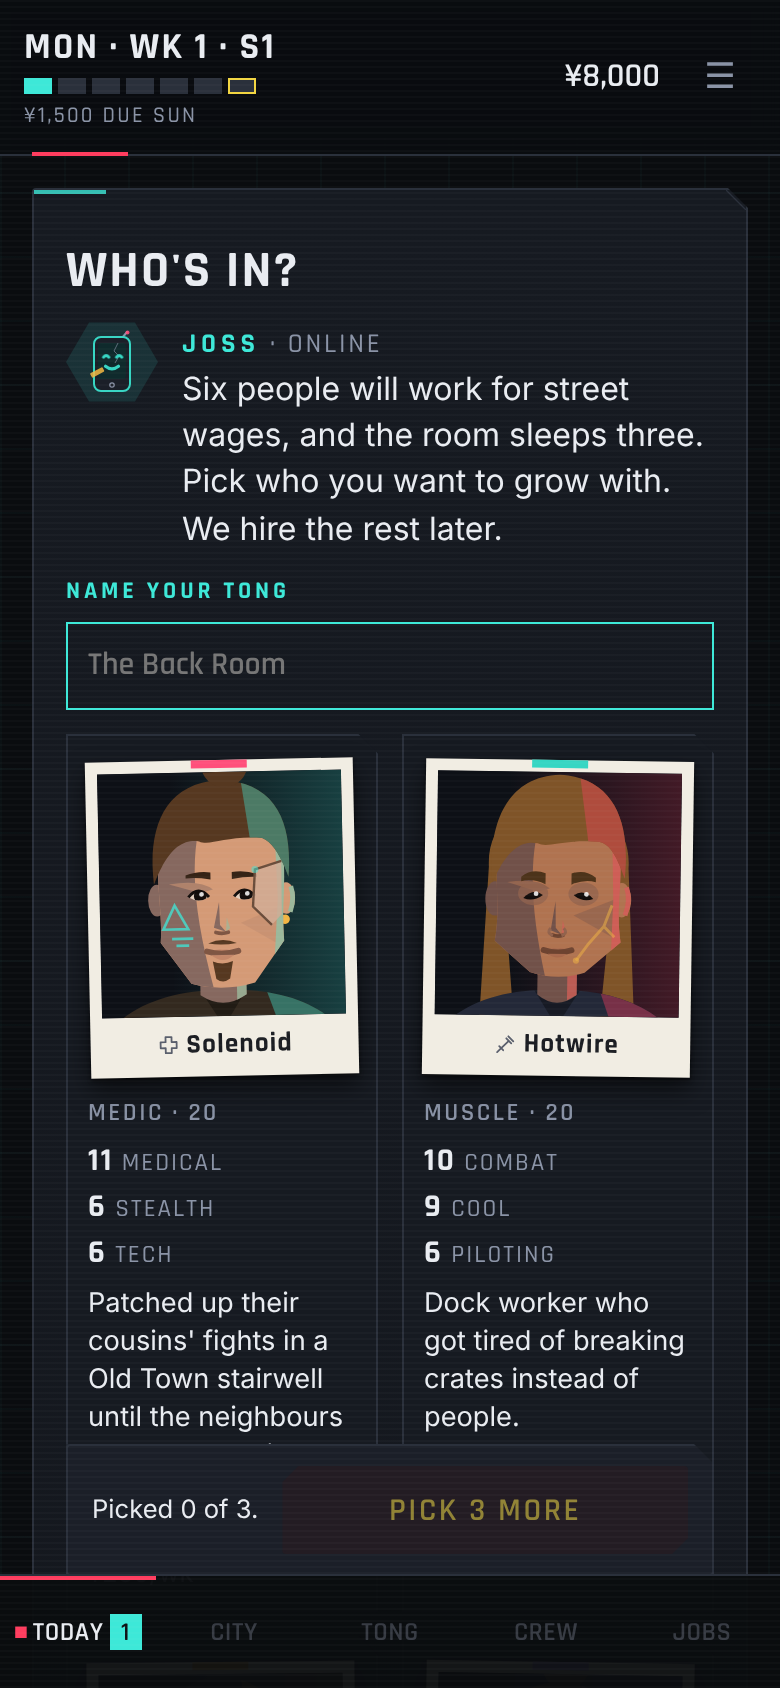 MON · WK 1 · S1
¥1,500 DUE SUN
¥8,000
☰
WHO'S IN?
JOSS · ONLINE
Six people will work for street
wages, and the room sleeps three.
Pick who you want to grow with.
We hire the rest later.
NAME YOUR TONG
The Back Room
Solenoid
MEDIC · 20
11 MEDICAL
6 STEALTH
6 TECH
Patched up their
cousins' fights in a
Old Town stairwell
until the neighbours
Hotwire
MUSCLE · 20
10 COMBAT
9 COOL
6 PILOTING
Dock worker who
got tired of breaking
crates instead of
people.
Picked 0 of 3.
PICK 3 MORE
TODAY 1
CITY
TONG
CREW
JOBS